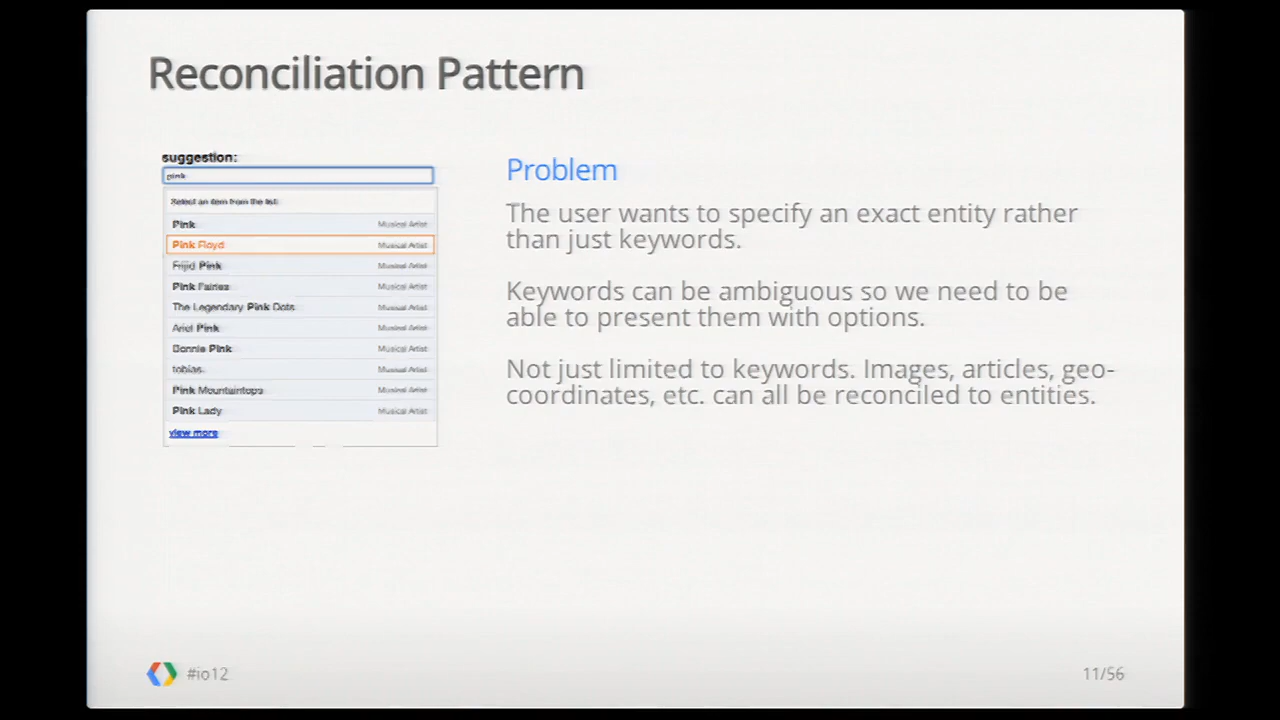 Reconciliation Pattern
suggestion:
pink
Select an item from the list:
Pink Musical Artist
Pink Floyd Musical Artist
Frijid Pink Musical Artist
Pink Fairies Musical Artist
The Legendary Pink Dots Musical Artist
Ariel Pink Musical Artist
Bonnie Pink Musical Artist
tobias. Musical Artist
Pink Mountaintops Musical Artist
Pink Lady Musical Artist
view more
Problem
The user wants to specify an exact entity rather
than just keywords.
Keywords can be ambiguous so we need to be
able to present them with options.
Not just limited to keywords. Images, articles, geo-
coordinates, etc. can all be reconciled to entities.
#io12
11/56